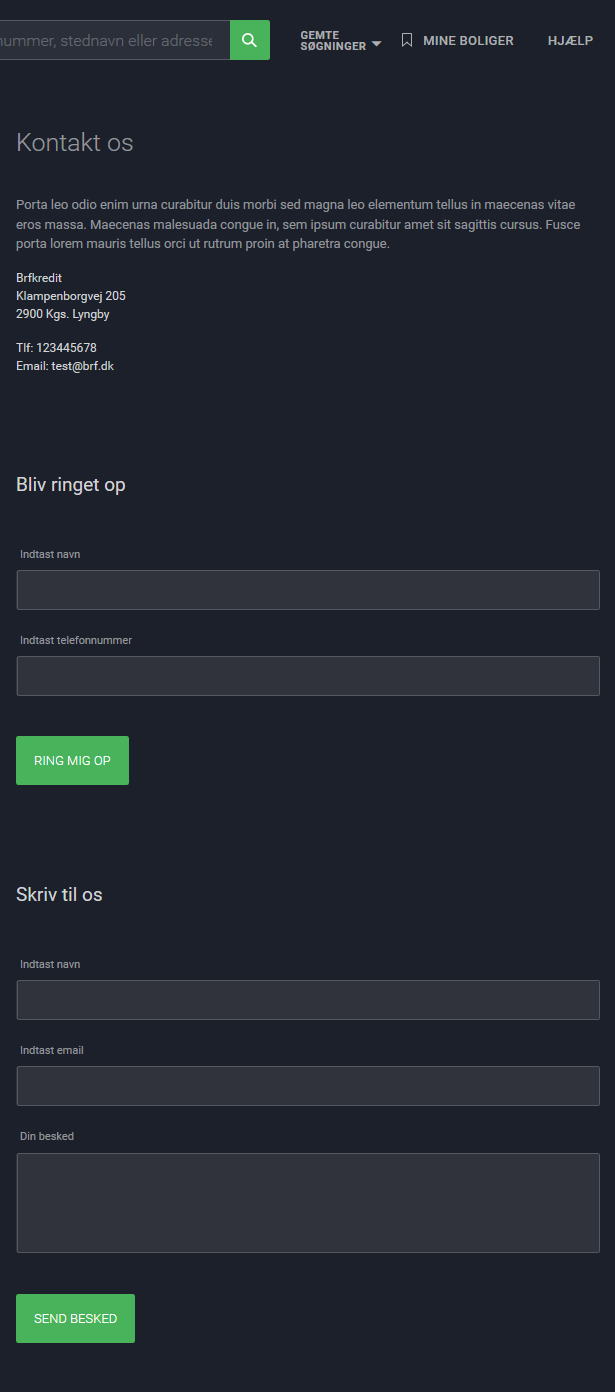 nummer, stednavn eller adresse
GEMTE
SØGNINGER
MINE BOLIGER
HJÆLP
Kontakt os
Porta leo odio enim urna curabitur duis morbi sed magna leo elementum tellus in maecenas vitae
eros massa. Maecenas malesuada congue in, sem ipsum curabitur amet sit sagittis cursus. Fusce
porta lorem mauris tellus orci ut rutrum proin at pharetra congue.
Brfkredit
Klampenborgvej 205
2900 Kgs. Lyngby
Tlf: 123445678
Email: test@brf.dk
Bliv ringet op
Indtast navn
Indtast telefonnummer
RING MIG OP
Skriv til os
Indtast navn
Indtast email
Din besked
SEND BESKED